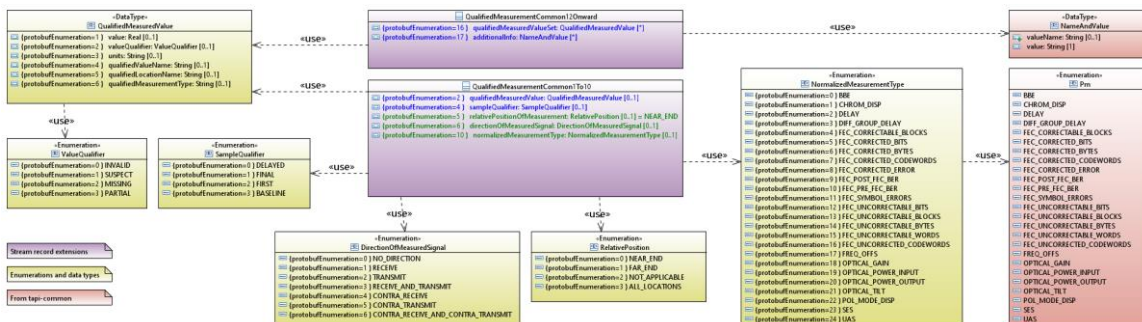 «DataType»
QualifiedMeasuredValue
{protobufEnumeration=1 } value: Real [0..1]
{protobufEnumeration=2 } valueQualifier: ValueQualifier [0..1]
{protobufEnumeration=3 } units: String [0..1]
{protobufEnumeration=4 } qualifiedValueName: String [0..1]
{protobufEnumeration=5 } qualifiedLocationName: String [0..1]
{protobufEnumeration=6 } qualifiedMeasurementType: String [0..1]
«use»
QualifiedMeasurementCommon12Onward
{protobufEnumeration=16 } qualifiedMeasuredValueSet: QualifiedMeasuredValue [*]
{protobufEnumeration=17 } additionalInfo: NameAndValue [*]
«use»
«DataType»
NameAndValue
valueName: String [0..1]
value: String [1]
«use»
QualifiedMeasurementCommon1To10
{protobufEnumeration=2 } qualifiedMeasuredValue: QualifiedMeasuredValue [0..1]
{protobufEnumeration=4 } sampleQualifier: SampleQualifier [0..1]
{protobufEnumeration=5 } relativePositionOfMeasurement: RelativePosition [0..1] = NEAR_END
{protobufEnumeration=6 } directionOfMeasuredSignal: DirectionOfMeasuredSignal [0..1]
{protobufEnumeration=10 } normalizedMeasurementType: NormalizedMeasurementType [0..1]
«use»
«use»
«Enumeration»
ValueQualifier
{protobufEnumeration=0 } INVALID
{protobufEnumeration=1 } SUSPECT
{protobufEnumeration=2 } MISSING
{protobufEnumeration=3 } PARTIAL
«Enumeration»
SampleQualifier
{protobufEnumeration=0 } DELAYED
{protobufEnumeration=1 } FINAL
{protobufEnumeration=2 } FIRST
{protobufEnumeration=3 } BASELINE
«use»
«use»
«Enumeration»
DirectionOfMeasuredSignal
{protobufEnumeration=0 } NO_DIRECTION
{protobufEnumeration=1 } RECEIVE
{protobufEnumeration=2 } TRANSMIT
{protobufEnumeration=3 } RECEIVE_AND_TRANSMIT
{protobufEnumeration=4 } CONTRA_RECEIVE
{protobufEnumeration=5 } CONTRA_TRANSMIT
{protobufEnumeration=6 } CONTRA_RECEIVE_AND_CONTRA_TRANSMIT
«Enumeration»
RelativePosition
{protobufEnumeration=0 } NEAR_END
{protobufEnumeration=1 } FAR_END
{protobufEnumeration=2 } NOT_APPLICABLE
{protobufEnumeration=3 } ALL_LOCATIONS
«Enumeration»
NormalizedMeasurementType
{protobufEnumeration=0 } BBE
{protobufEnumeration=1 } CHROM_DISP
{protobufEnumeration=2 } DELAY
{protobufEnumeration=3 } DIFF_GROUP_DELAY
{protobufEnumeration=4 } FEC_CORRECTABLE_BLOCKS
{protobufEnumeration=5 } FEC_CORRECTED_BITS
{protobufEnumeration=6 } FEC_CORRECTED_BYTES
{protobufEnumeration=7 } FEC_CORRECTED_CODEWORDS
{protobufEnumeration=8 } FEC_CORRECTED_ERROR
{protobufEnumeration=9 } FEC_POST_FEC_BER
{protobufEnumeration=10 } FEC_PRE_FEC_BER
{protobufEnumeration=11 } FEC_SYMBOL_ERRORS
{protobufEnumeration=12 } FEC_UNCORRECTABLE_BITS
{protobufEnumeration=13 } FEC_UNCORRECTABLE_BLOCKS
{protobufEnumeration=14 } FEC_UNCORRECTABLE_BYTES
{protobufEnumeration=15 } FEC_UNCORRECTABLE_WORDS
{protobufEnumeration=16 } FEC_UNCORRECTED_CODEWORDS
{protobufEnumeration=17 } FREQ_OFFS
{protobufEnumeration=18 } OPTICAL_GAIN
{protobufEnumeration=19 } OPTICAL_POWER_INPUT
{protobufEnumeration=20 } OPTICAL_POWER_OUTPUT
{protobufEnumeration=21 } OPTICAL_TILT
{protobufEnumeration=22 } POL_MODE_DISP
{protobufEnumeration=23 } SES
{protobufEnumeration=24 } UAS
«use»
«Enumeration»
Pm
BBE
CHROM_DISP
DELAY
DIFF_GROUP_DELAY
FEC_CORRECTABLE_BLOCKS
FEC_CORRECTED_BITS
FEC_CORRECTED_BYTES
FEC_CORRECTED_CODEWORDS
FEC_CORRECTED_ERROR
FEC_POST_FEC_BER
FEC_PRE_FEC_BER
FEC_SYMBOL_ERRORS
FEC_UNCORRECTABLE_BITS
FEC_UNCORRECTABLE_BLOCKS
FEC_UNCORRECTABLE_BYTES
FEC_UNCORRECTABLE_WORDS
FEC_UNCORRECTED_CODEWORDS
FREQ_OFFS
OPTICAL_GAIN
OPTICAL_POWER_INPUT
OPTICAL_POWER_OUTPUT
OPTICAL_TILT
POL_MODE_DISP
SES
UAS
Stream record extensions
Enumerations and data types
From tapi-common